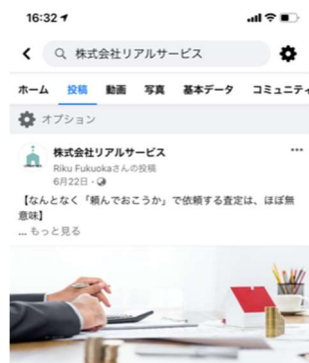 16:32
株式会社リアルサービス
ホーム 投稿 動画 写真 基本データ コミュニティ
オプション
株式会社リアルサービス
Riku Fukuokaさんの投稿
6月22日
【なんとなく「頼んでおこうか」で依頼する査定は、ほぼ無
意味】
... もっと見る